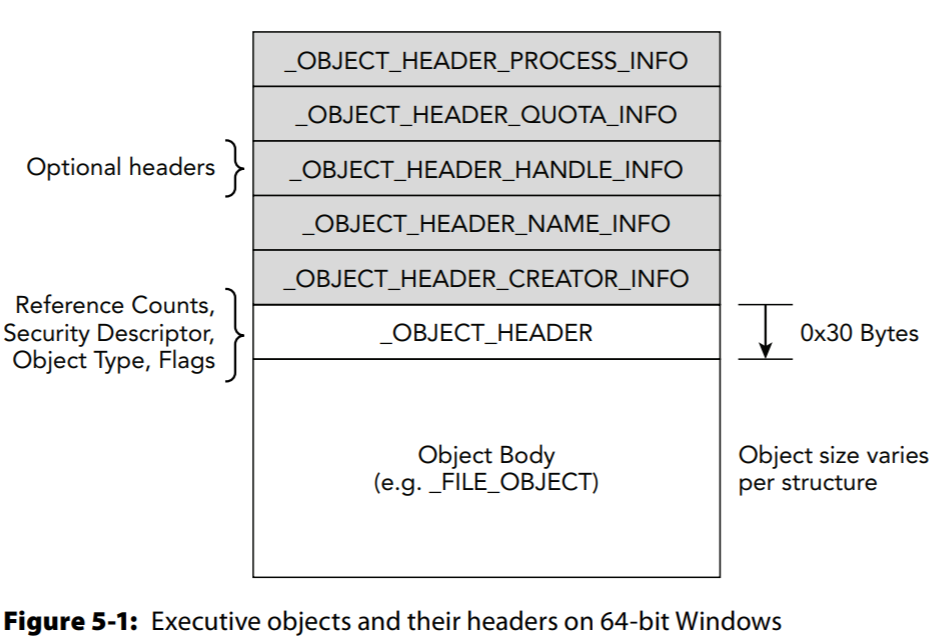 _OBJECT_HEADER_PROCESS_INFO
_OBJECT_HEADER_QUOTA_INFO
Optional headers
_OBJECT_HEADER_HANDLE_INFO
_OBJECT_HEADER_NAME_INFO
_OBJECT_HEADER_CREATOR_INFO
Reference Counts,
Security Descriptor,
Object Type, Flags
_OBJECT_HEADER
0x30 Bytes
Object Body
(e.g. _FILE_OBJECT)
Object size varies
per structure
Figure 5-1: Executive objects and their headers on 64-bit Windows